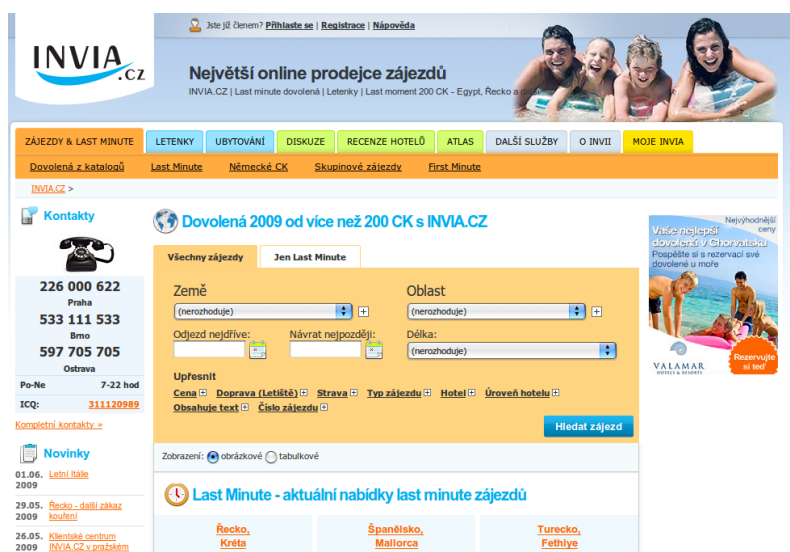 Jste již členem? Přihlaste se | Registrace | Nápověda
INVIA.CZ
Největší online prodejce zájezdů
INVIA.CZ | Last minute dovolená | Letenky | Last moment 200 CK - Egypt, Řecko a další
ZÁJEZDY & LAST MINUTE LETENKY UBYTOVÁNÍ DISKUZE RECENZE HOTELŮ ATLAS DALŠÍ SLUŽBY O INVII MOJE INVIA
Dovolená z katalogů Last Minute Německé CK Skupinové zájezdy First Minute
INVIA.CZ >
Kontakty
226 000 622
Praha
533 111 533
Brno
597 705 705
Ostrava
Po-Ne 7-22 hod
ICQ: 311120989
Kompletní kontakty »
Novinky
01.06. Letní Itálie
2009
29.05. Řecko - další zákaz
2009 kouření
26.05. Klientské centrum
2009 INVIA.CZ v pražském
Dovolená 2009 od více než 200 CK s INVIA.CZ
Všechny zájezdy Jen Last Minute
Země Oblast
(nerozhoduje) (nerozhoduje)
Odjezd nejdříve: Návrat nejpozději: Délka:
(nerozhoduje)
Upřesnit
Cena Doprava (Letiště) Strava Typ zájezdu Hotel Úroveň hotelu
Obsahuje text Číslo zájezdu
Hledat zájezd
Zobrazení: obrázkové tabulkové
Last Minute - aktuální nabídky last minute zájezdů
Řecko, Španělsko, Turecko,
Kréta Mallorca Fethiye
Nejvýhodnější
ceny
Vaše nejlepší
dovolená v Chorvatsku
Pospěšte si s rezervací své
dovolené u moře
VALAMAR
HOTELS & RESORTS
Rezervujte
si teď